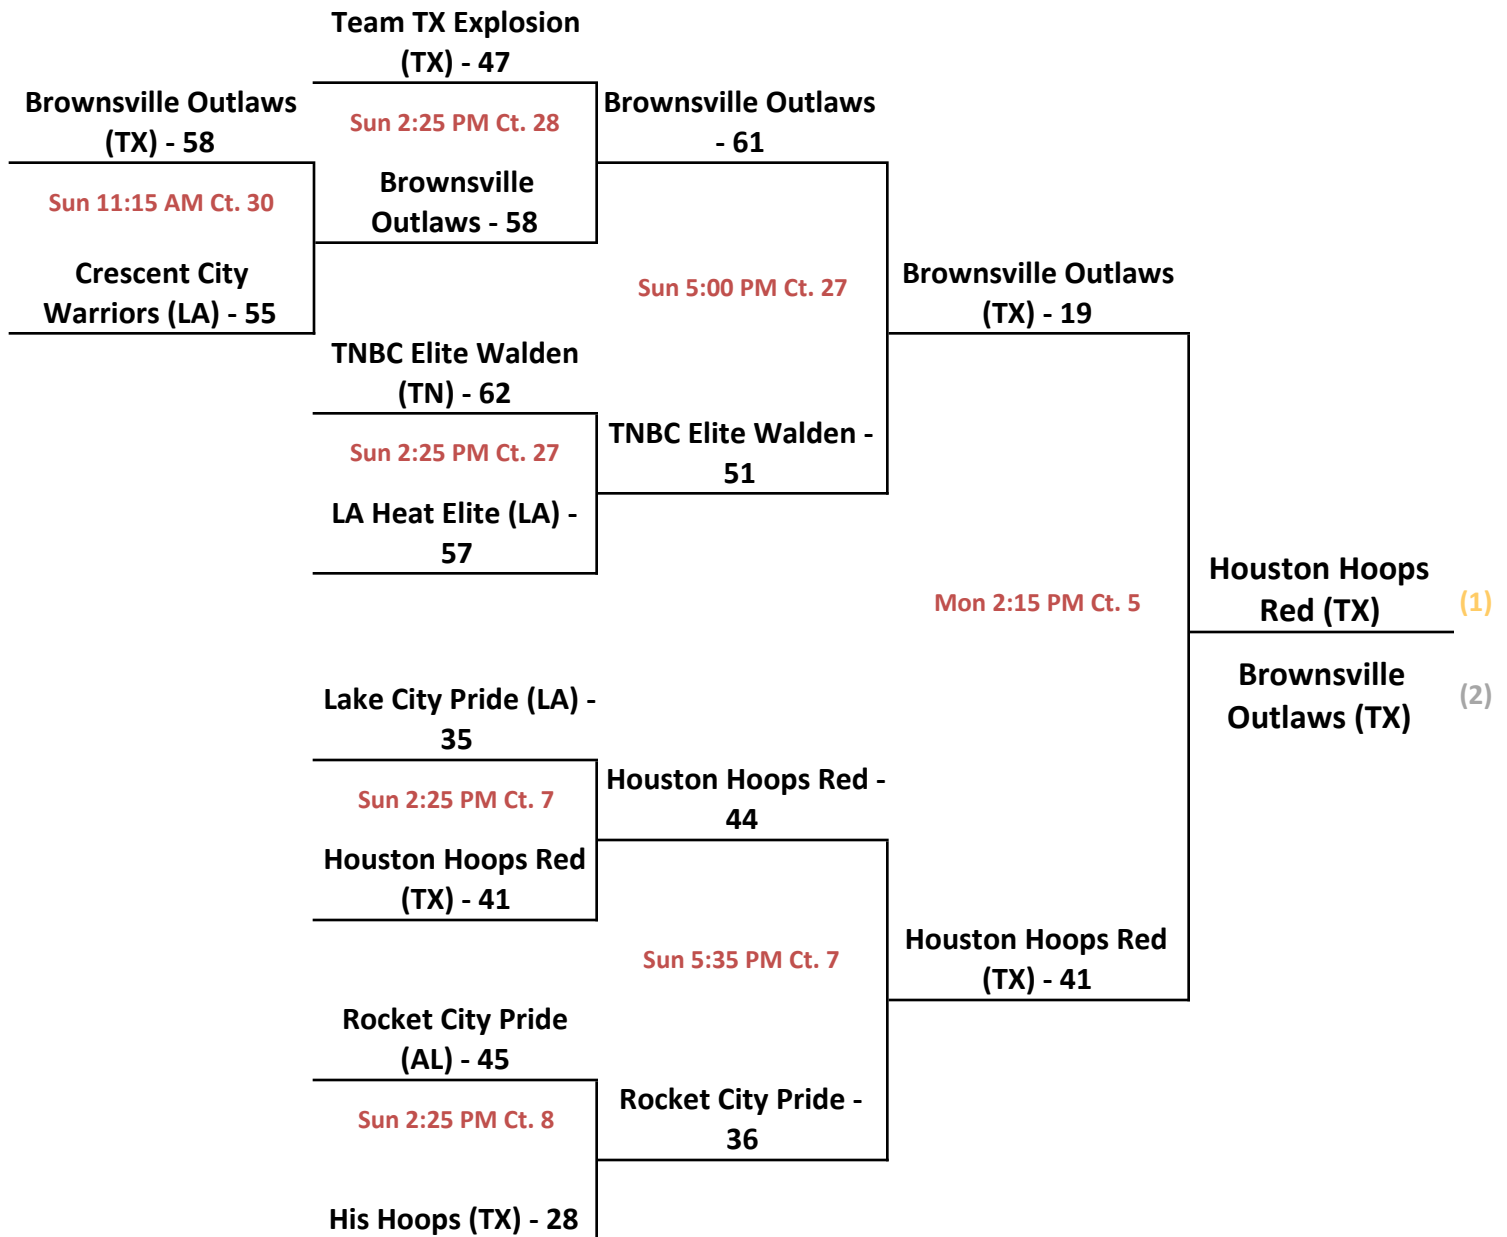 Team TX Explosion
(TX) - 47
Brownsville Outlaws
(TX) - 58
Sun 2:25 PM Ct. 28
Brownsville Outlaws
- 61
Sun 11:15 AM Ct. 30
Brownsville
Outlaws - 58
Crescent City
Warriors (LA) - 55
Sun 5:00 PM Ct. 27
Brownsville Outlaws
(TX) - 19
TNBC Elite Walden
(TN) - 62
Sun 2:25 PM Ct. 27
TNBC Elite Walden -
51
LA Heat Elite (LA) -
57
Mon 2:15 PM Ct. 5
Houston Hoops
Red (TX)
(1)
Brownsville
Outlaws (TX)
(2)
Lake City Pride (LA) -
35
Sun 2:25 PM Ct. 7
Houston Hoops Red -
44
Houston Hoops Red
(TX) - 41
Sun 5:35 PM Ct. 7
Houston Hoops Red
(TX) - 41
Rocket City Pride
(AL) - 45
Sun 2:25 PM Ct. 8
Rocket City Pride -
36
His Hoops (TX) - 28